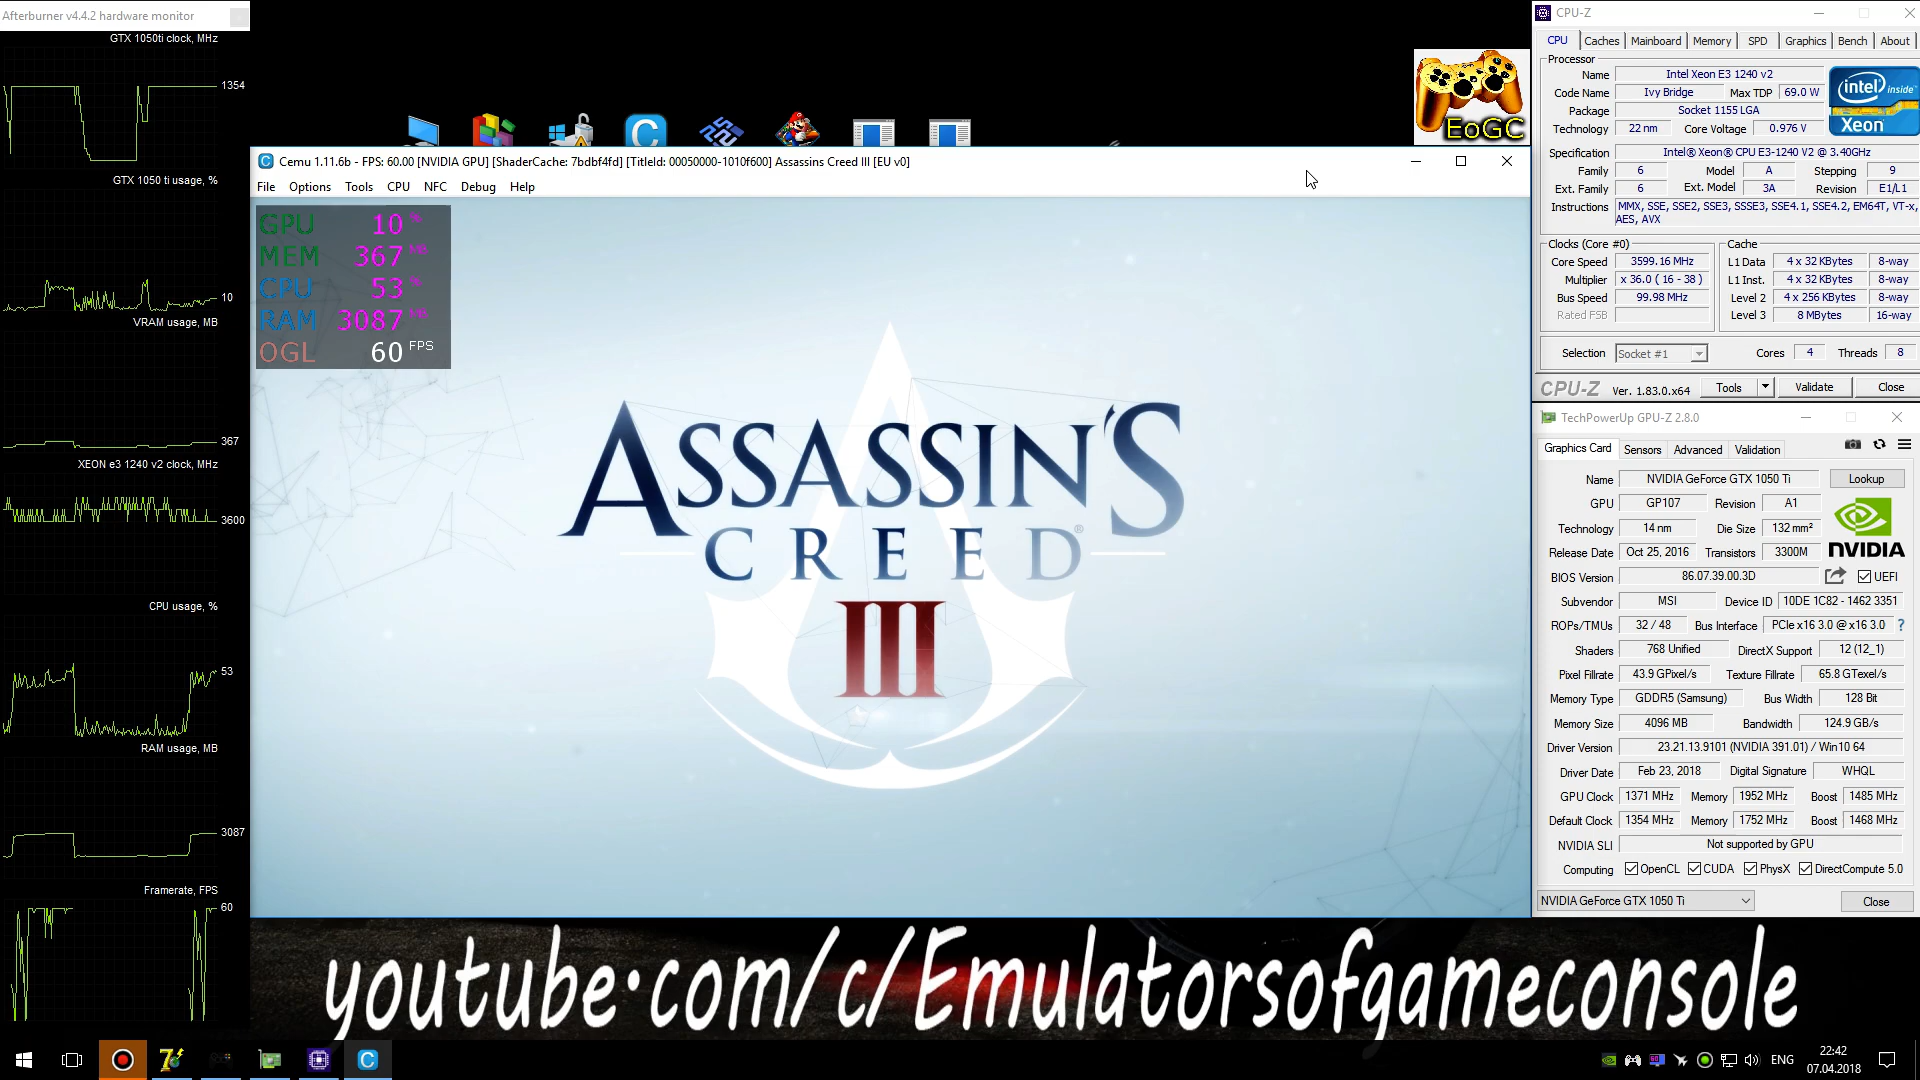 Afterburner v4.4.2 hardware monitor
GTX 1050ti clock, MHz
1354
GTX 1050 ti usage, %
10
VRAM usage, MB
367
XEON e3 1240 v2 clock, MHz
3600
CPU usage, %
53
RAM usage, MB
3087
Framerate, FPS
60
EoGC
Cemu 1.11.6b - FPS: 60.00 [NVIDIA GPU] [ShaderCache: 7bdbf4fd] [TitleId: 00050000-1010f600] Assassins Creed III [EU v0]
File Options Tools CPU NFC Debug Help
GPU 10 %
MEM 367 MB
CPU 53 %
RAM 3087 MB
OGL 60 FPS
ASSASSIN'S
CREED®
III
CPU-Z
CPU Caches Mainboard Memory SPD Graphics Bench About
Processor
Name Intel Xeon E3 1240 v2
Code Name Ivy Bridge Max TDP 69.0 W
Package Socket 1155 LGA
Technology 22 nm Core Voltage 0.976 V
intel inside™
Xeon
Specification Intel® Xeon® CPU E3-1240 V2 @ 3.40GHz
Family 6 Model A Stepping 9
Ext. Family 6 Ext. Model 3A Revision E1/L1
Instructions MMX, SSE, SSE2, SSE3, SSSE3, SSE4.1, SSE4.2, EM64T, VT-x,
AES, AVX
Clocks (Core #0)
Core Speed 3599.16 MHz
Multiplier x 36.0 ( 16 - 38 )
Bus Speed 99.98 MHz
Rated FSB
Cache
L1 Data 4 x 32 KBytes 8-way
L1 Inst. 4 x 32 KBytes 8-way
Level 2 4 x 256 KBytes 8-way
Level 3 8 MBytes 16-way
Selection Socket #1 Cores 4 Threads 8
CPU-Z Ver. 1.83.0.x64 Tools Validate Close
TechPowerUp GPU-Z 2.8.0
Graphics Card Sensors Advanced Validation
Name NVIDIA GeForce GTX 1050 Ti Lookup
GPU GP107 Revision A1
Technology 14 nm Die Size 132 mm²
Release Date Oct 25, 2016 Transistors 3300M
NVIDIA
BIOS Version 86.07.39.00.3D UEFI
Subvendor MSI Device ID 10DE 1C82 - 1462 3351
ROPs/TMUs 32 / 48 Bus Interface PCIe x16 3.0 @ x16 3.0 ?
Shaders 768 Unified DirectX Support 12 (12_1)
Pixel Fillrate 43.9 GPixel/s Texture Fillrate 65.8 GTexel/s
Memory Type GDDR5 (Samsung) Bus Width 128 Bit
Memory Size 4096 MB Bandwidth 124.9 GB/s
Driver Version 23.21.13.9101 (NVIDIA 391.01) / Win10 64
Driver Date Feb 23, 2018 Digital Signature WHQL
GPU Clock 1371 MHz Memory 1952 MHz Boost 1485 MHz
Default Clock 1354 MHz Memory 1752 MHz Boost 1468 MHz
NVIDIA SLI Not supported by GPU
Computing OpenCL CUDA PhysX DirectCompute 5.0
NVIDIA GeForce GTX 1050 Ti Close
youtube.com/c/Emulatorsofgameconsole
ENG
22:42
07.04.2018